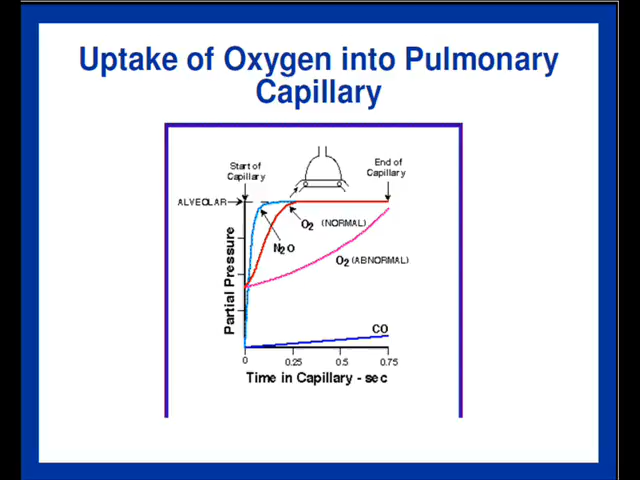 Uptake of Oxygen into Pulmonary
Capillary
Start of
Capillary
End of
Capillary
ALVEOLAR
O2 (NORMAL)
N2O
O2 (ABNORMAL)
CO
Partial Pressure
0 0.25 0.5 0.75
Time in Capillary - sec